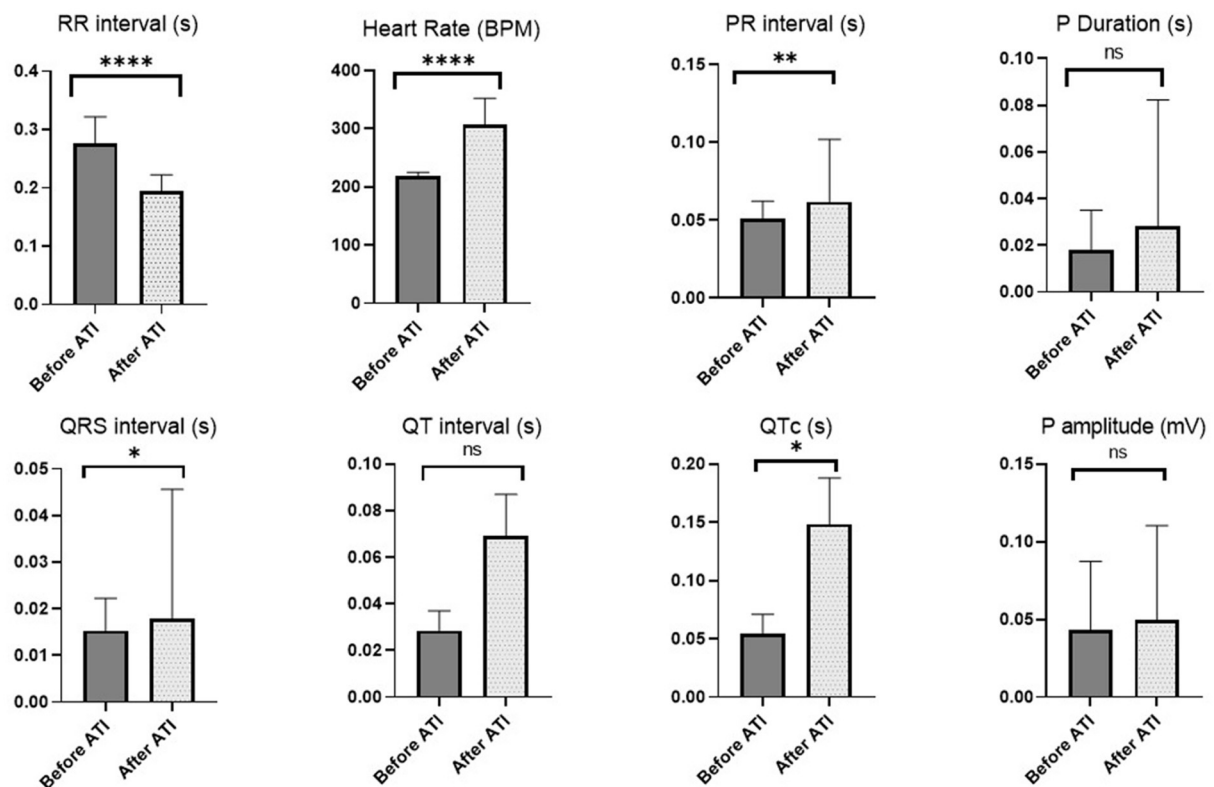 RR interval (s)
****
0.4
0.3
0.2
0.1
0.0
Before ATI
After ATI
Heart Rate (BPM)
****
400
300
200
100
0
Before ATI
After ATI
PR interval (s)
**
0.15
0.10
0.05
0.00
Before ATI
After ATI
P Duration (s)
ns
0.10
0.08
0.06
0.04
0.02
0.00
Before ATI
After ATI
QRS interval (s)
*
0.05
0.04
0.03
0.02
0.01
0.00
Before ATI
After ATI
QT interval (s)
ns
0.10
0.08
0.06
0.04
0.02
0.00
Before ATI
After ATI
QTc (s)
*
0.20
0.15
0.10
0.05
0.00
Before ATI
After ATI
P amplitude (mV)
ns
0.15
0.10
0.05
0.00
Before ATI
After ATI